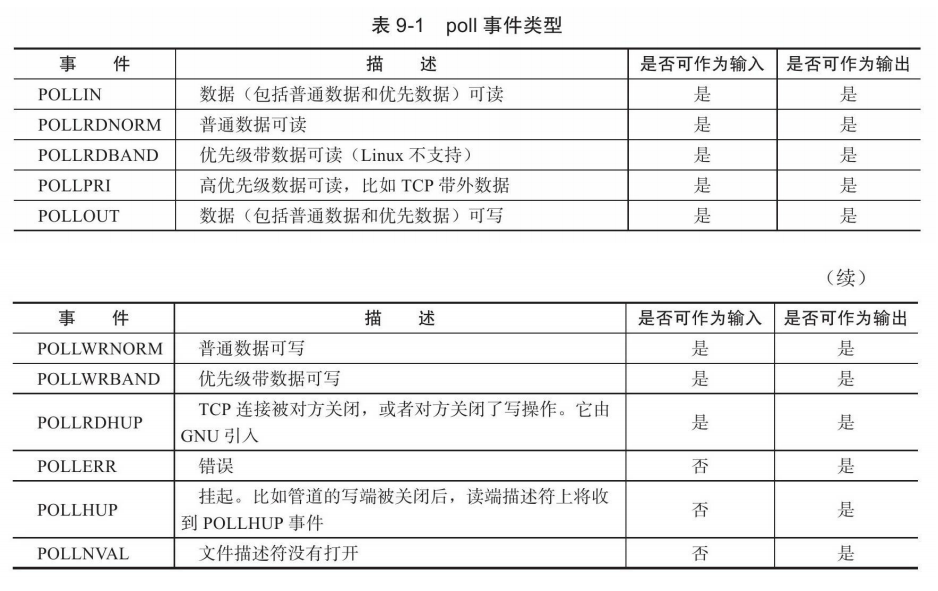 表 9-1 poll 事件类型
事 件 描 述 是否可作为输入 是否可作为输出
POLLIN 数据（包括普通数据和优先数据）可读 是 是
POLLRDNORM 普通数据可读 是 是
POLLRDBAND 优先级带数据可读（Linux 不支持） 是 是
POLLPRI 高优先级数据可读，比如 TCP 带外数据 是 是
POLLOUT 数据（包括普通数据和优先数据）可写 是 是
（续）
事 件 描 述 是否可作为输入 是否可作为输出
POLLWRNORM 普通数据可写 是 是
POLLWRBAND 优先级带数据可写 是 是
POLLRDHUP TCP 连接被对方关闭，或者对方关闭了写操作。它由
GNU 引入 是 是
POLLERR 错误 否 是
POLLHUP 挂起。比如管道的写端被关闭后，读端描述符上将收
到 POLLHUP 事件 否 是
POLLNVAL 文件描述符没有打开 否 是